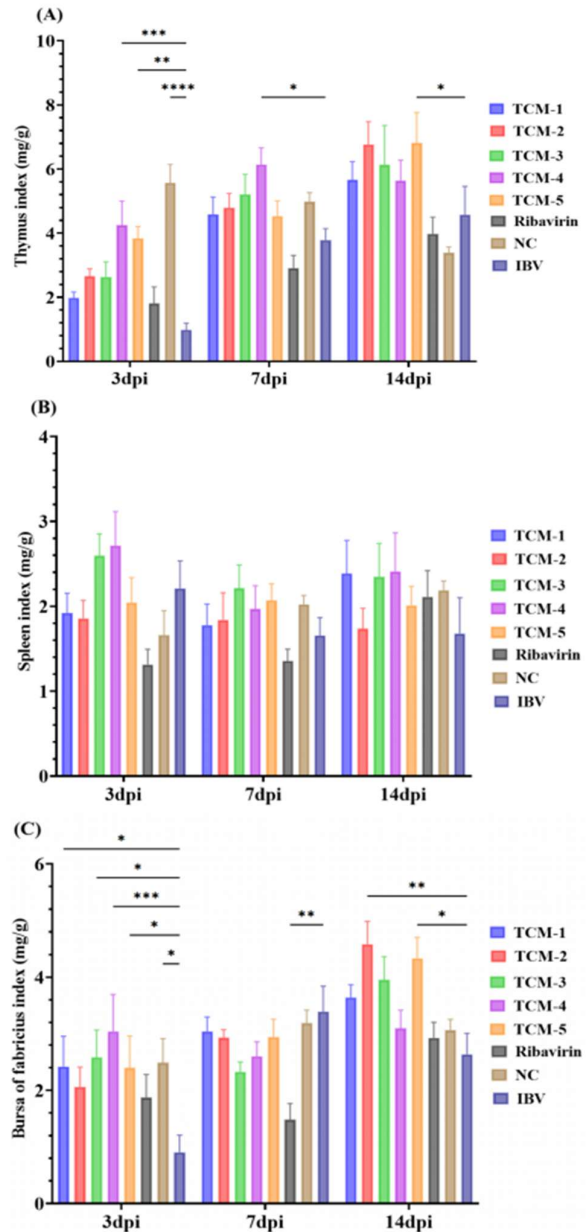 (A)
Thymus index (mg/g)
10
8
6
4
2
0
***
**
****
*
*
3dpi 7dpi 14dpi
TCM-1
TCM-2
TCM-3
TCM-4
TCM-5
Ribavirin
NC
IBV
(B)
Spleen index (mg/g)
4
3
2
1
0
3dpi 7dpi 14dpi
TCM-1
TCM-2
TCM-3
TCM-4
TCM-5
Ribavirin
NC
IBV
(C)
Bursa of fabricius index (mg/g)
6
4
2
0
*
*
***
*
*
**
**
*
3dpi 7dpi 14dpi
TCM-1
TCM-2
TCM-3
TCM-4
TCM-5
Ribavirin
NC
IBV